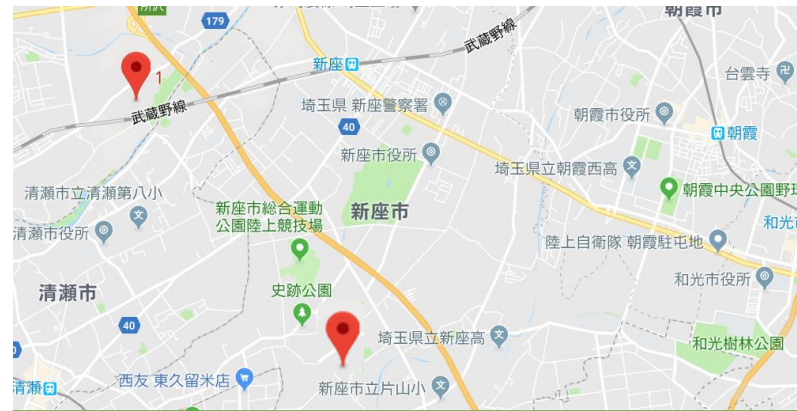 所沢
179
朝霞市
武蔵野線
新座
1
台雲寺
武蔵野線
埼玉県 新座警察署
朝霞市役所
40
朝霞
新座市役所
埼玉県立朝霞西高
清瀬市立清瀬第八小
朝霞中央公園野球
新座市総合運動
公園陸上競技場
新座市
和光
清瀬市役所
陸上自衛隊 朝霞駐屯地
和光市役所
清瀬市
史跡公園
40
埼玉県立新座高
和光樹林公園
清瀬
西友 東久留米店
新座市立片山小